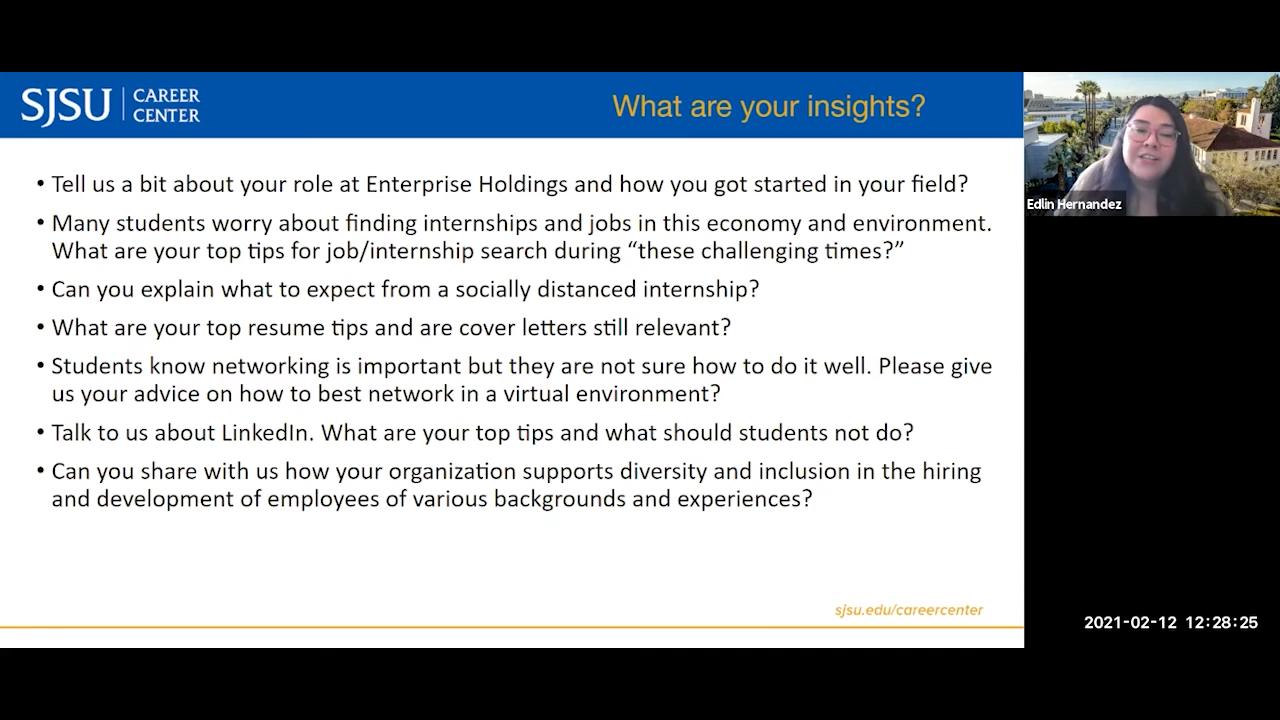 SJSU
CAREER
CENTER
What are your insights?
• Tell us a bit about your role at Enterprise Holdings and how you got started in your field?
• Many students worry about finding internships and jobs in this economy and environment.
What are your top tips for job/internship search during “these challenging times?”
• Can you explain what to expect from a socially distanced internship?
• What are your top resume tips and are cover letters still relevant?
• Students know networking is important but they are not sure how to do it well. Please give
us your advice on how to best network in a virtual environment?
• Talk to us about LinkedIn. What are your top tips and what should students not do?
• Can you share with us how your organization supports diversity and inclusion in the hiring
and development of employees of various backgrounds and experiences?
sjsu.edu/careercenter
Edlin Hernandez
2021-02-12 12:28:25